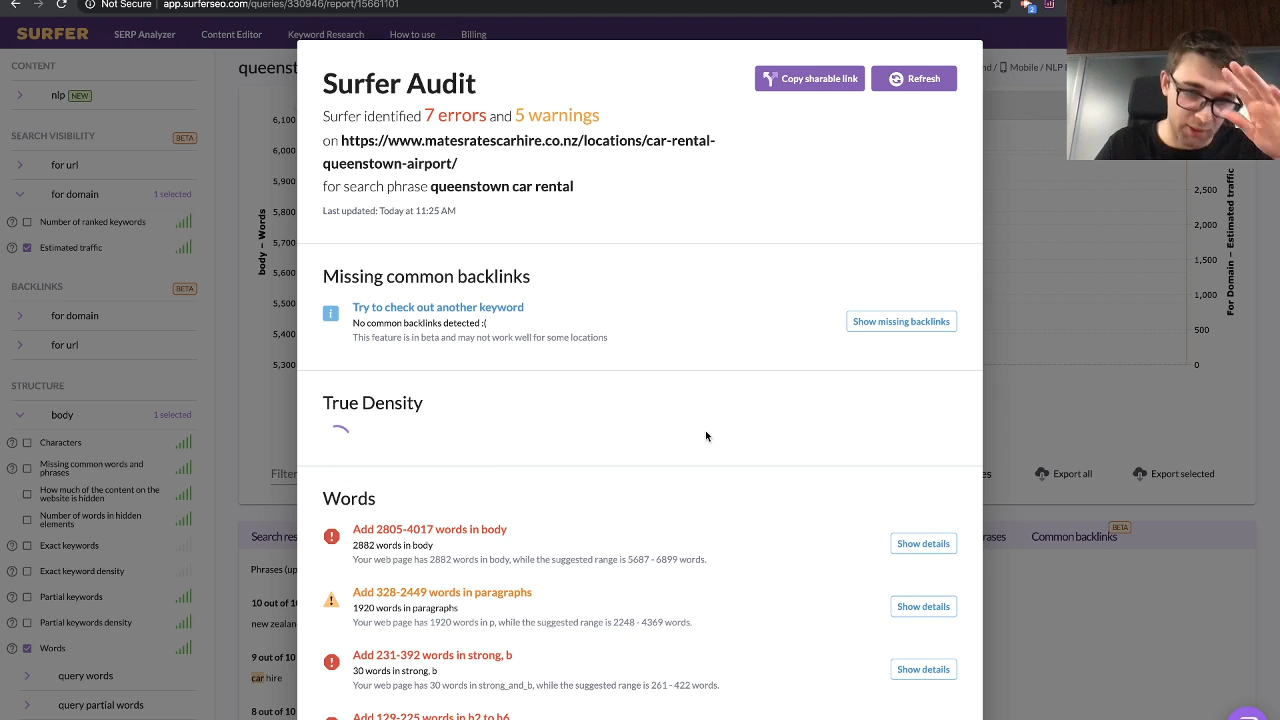 Not Secure app.surferseo.com/queries/330946/report/15661101
SURFER SERP Analyzer Content Editor Keyword Research How to use Billing
CONTENT
nlp NEW
SEARCH VISIBILITY BETA
for url
for domain 1 selected
Number of ranked keywords
Estimated traffic
BACKLINKS BETA
for domain
for url
STRUCTURE
body 1 selected
Characters
Missing common words and
phrases
How much of the content on the
website is hidden
Number of words in hidden
elements
Exact keywords
Exact keyword density
Partial keywords
Partial keywords density
Words
query words
query partial words
queenst
6,100
5,900
5,800
5,700
5,600
5,500
5,400
5,300
body – Words
Filter
Search res
Phrases (up
10 out of 10
new zealan
9 out of 10
car hire
Surfer Audit
Copy sharable link
Refresh
Surfer identified 7 errors and 5 warnings
on https://www.matesratescarhire.co.nz/locations/car-rental-
queenstown-airport/
for search phrase queenstown car rental
Last updated: Today at 11:25 AM
Missing common backlinks
Try to check out another keyword
No common backlinks detected :(
This feature is in beta and may not work well for some locations
Show missing backlinks
True Density
Words
Add 2805-4017 words in body
2882 words in body
Your web page has 2882 words in body, while the suggested range is 5687 - 6899 words.
Show details
Add 328-2449 words in paragraphs
1920 words in paragraphs
Your web page has 1920 words in p, while the suggested range is 2248 - 4369 words.
Show details
Add 231-392 words in strong, b
30 words in strong, b
Your web page has 30 words in strong_and_b, while the suggested range is 261 - 422 words.
Show details
Add 129-225 words in h2 to h6
nd / Mobile / NLP
2,500
2,000
1,500
1,000
500
0
For Domain – Estimated traffic
es Export all Export selected
BETA
rases Common backlinks